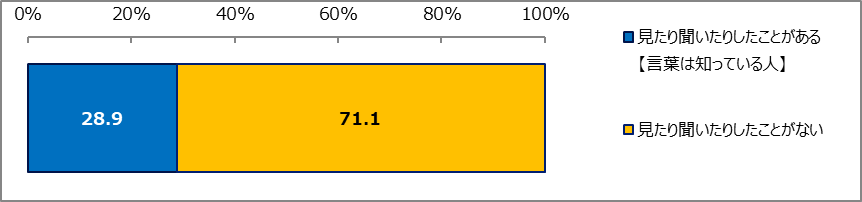 0% 20% 40% 60% 80% 100%
見たり聞いたりしたことがある
【言葉は知っている人】
28.9 71.1
見たり聞いたりしたことがない